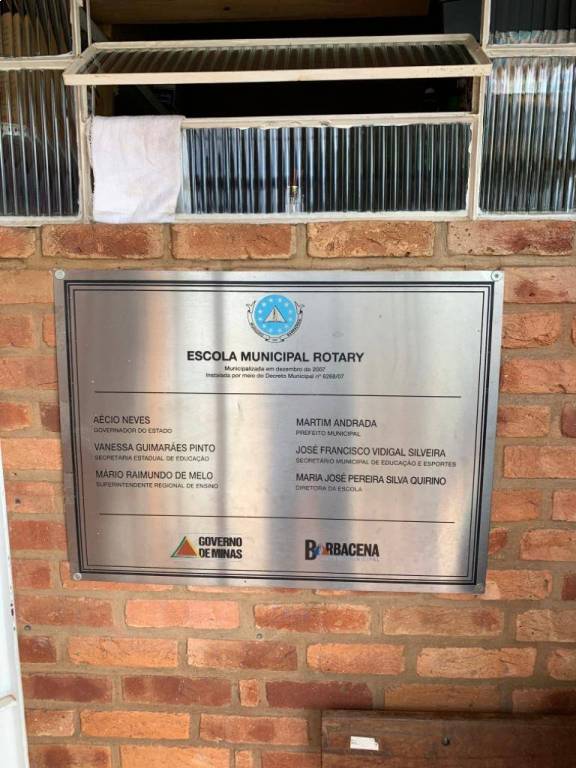 ESCOLA MUNICIPAL ROTARY
Municipalizada em dezembro de 2007
Instalada por meio de Decreto Municipal nº 6268/07
AÉCIO NEVES
GOVERNADOR DO ESTADO
VANESSA GUIMARÃES PINTO
SECRETARIA ESTADUAL DE EDUCAÇÃO
MÁRIO RAIMUNDO DE MELO
SUPERINTENDENTE REGIONAL DE ENSINO
MARTIM ANDRADA
PREFEITO MUNICIPAL
JOSÉ FRANCISCO VIDIGAL SILVEIRA
SECRETARIO MUNICIPAL DE EDUCAÇÃO E ESPORTES
MARIA JOSÉ PEREIRA SILVA QUIRINO
DIRETORA DA ESCOLA
GOVERNO
DE MINAS
BARBACENA